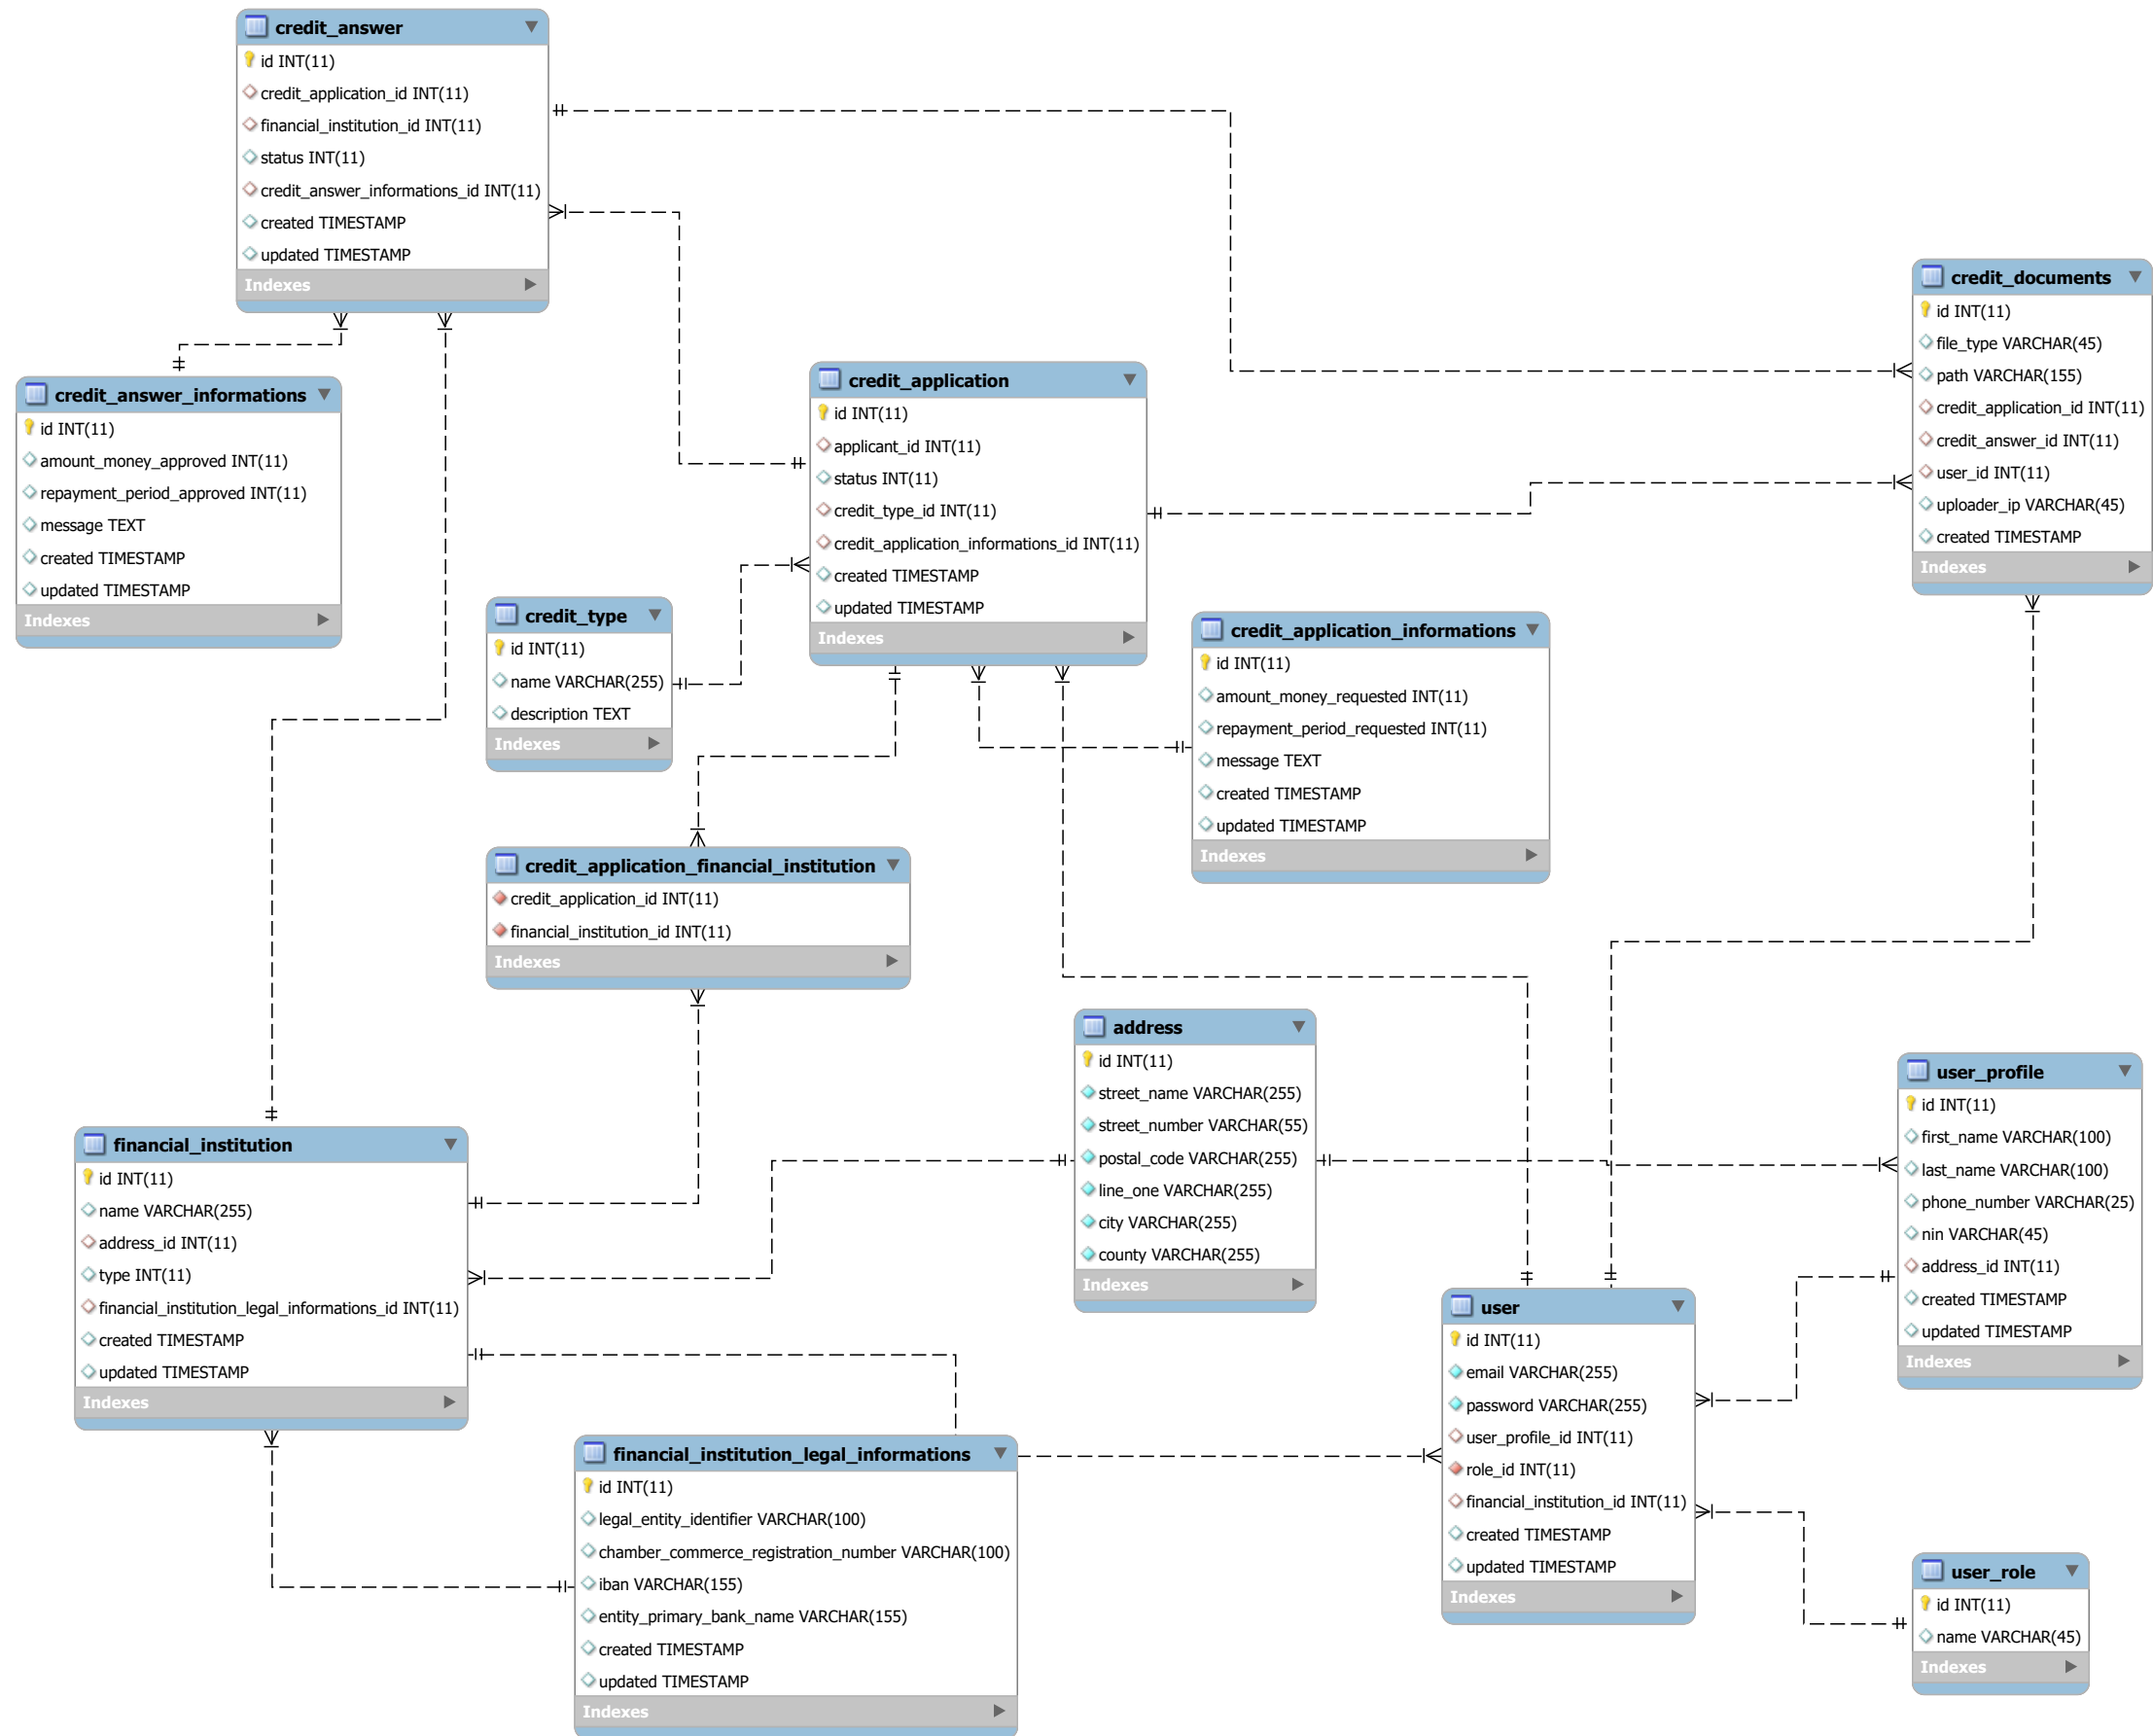 credit_answer
id INT(11)
credit_application_id INT(11)
financial_institution_id INT(11)
status INT(11)
credit_answer_informations_id INT(11)
created TIMESTAMP
updated TIMESTAMP
Indexes
credit_documents
id INT(11)
file_type VARCHAR(45)
path VARCHAR(155)
credit_application_id INT(11)
credit_answer_id INT(11)
user_id INT(11)
uploader_ip VARCHAR(45)
created TIMESTAMP
Indexes
credit_answer_informations
id INT(11)
amount_money_approved INT(11)
repayment_period_approved INT(11)
message TEXT
created TIMESTAMP
updated TIMESTAMP
Indexes
credit_application
id INT(11)
applicant_id INT(11)
status INT(11)
credit_type_id INT(11)
credit_application_informations_id INT(11)
created TIMESTAMP
updated TIMESTAMP
Indexes
credit_type
id INT(11)
name VARCHAR(255)
description TEXT
Indexes
credit_application_informations
id INT(11)
amount_money_requested INT(11)
repayment_period_requested INT(11)
message TEXT
created TIMESTAMP
updated TIMESTAMP
Indexes
credit_application_financial_institution
credit_application_id INT(11)
financial_institution_id INT(11)
Indexes
address
id INT(11)
street_name VARCHAR(255)
street_number VARCHAR(55)
postal_code VARCHAR(255)
line_one VARCHAR(255)
city VARCHAR(255)
county VARCHAR(255)
Indexes
user_profile
id INT(11)
first_name VARCHAR(100)
last_name VARCHAR(100)
phone_number VARCHAR(25)
nin VARCHAR(45)
address_id INT(11)
created TIMESTAMP
updated TIMESTAMP
Indexes
financial_institution
id INT(11)
name VARCHAR(255)
address_id INT(11)
type INT(11)
financial_institution_legal_informations_id INT(11)
created TIMESTAMP
updated TIMESTAMP
Indexes
user
id INT(11)
email VARCHAR(255)
password VARCHAR(255)
user_profile_id INT(11)
role_id INT(11)
financial_institution_id INT(11)
created TIMESTAMP
updated TIMESTAMP
Indexes
financial_institution_legal_informations
id INT(11)
legal_entity_identifier VARCHAR(100)
chamber_commerce_registration_number VARCHAR(100)
iban VARCHAR(155)
entity_primary_bank_name VARCHAR(155)
created TIMESTAMP
updated TIMESTAMP
Indexes
user_role
id INT(11)
name VARCHAR(45)
Indexes